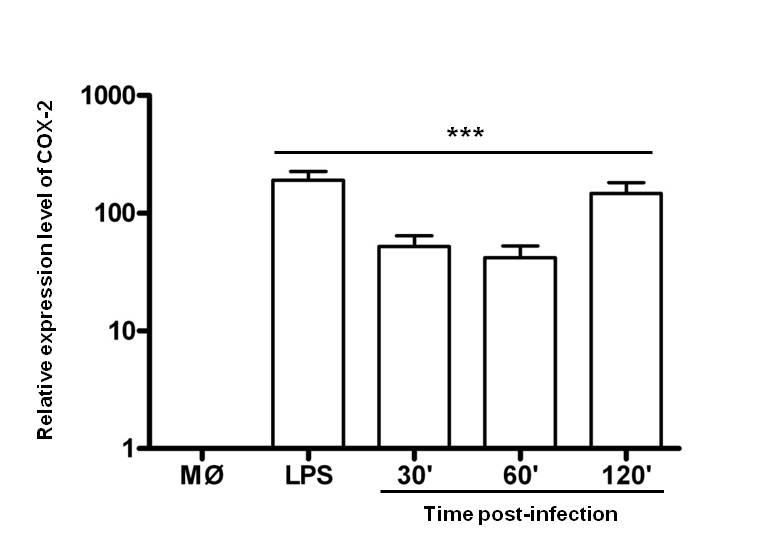 Relative expression level of COX-2
1000
100
10
1
***
MØ LPS 30' 60' 120'
Time post-infection